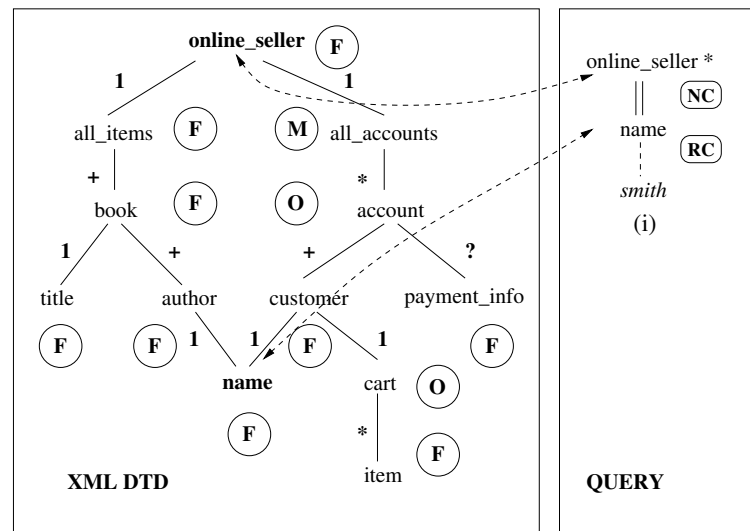 online_seller F
1 1
all_items F M all_accounts
+ *
book F O account
1 + + ?
title author customer payment_info
F F 1 1 F 1 F
name cart O
F * F
item
XML DTD
online_seller *
NC
name
RC
smith
(i)
QUERY